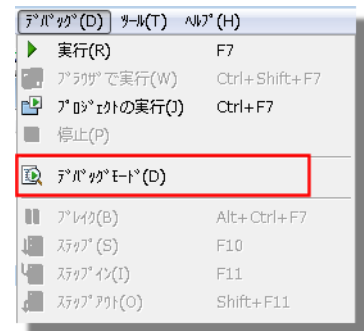 ﾃﾞﾊﾞｯｸﾞ(D) ﾂｰﾙ(T) ﾍﾙﾌﾟ(H)
実行(R) F7
ﾌﾞﾗｳｻﾞで実行(W) Ctrl+Shift+F7
ﾌﾟﾛｼﾞｪｸﾄの実行(J) Ctrl+F7
停止(P)
ﾃﾞﾊﾞｯｸﾞﾓｰﾄﾞ(D)
ﾌﾞﾚｲｸ(B) Alt+Ctrl+F7
ｽﾃｯﾌﾟ(S) F10
ｽﾃｯﾌﾟｲﾝ(I) F11
ｽﾃｯﾌﾟｱｳﾄ(O) Shift+F11